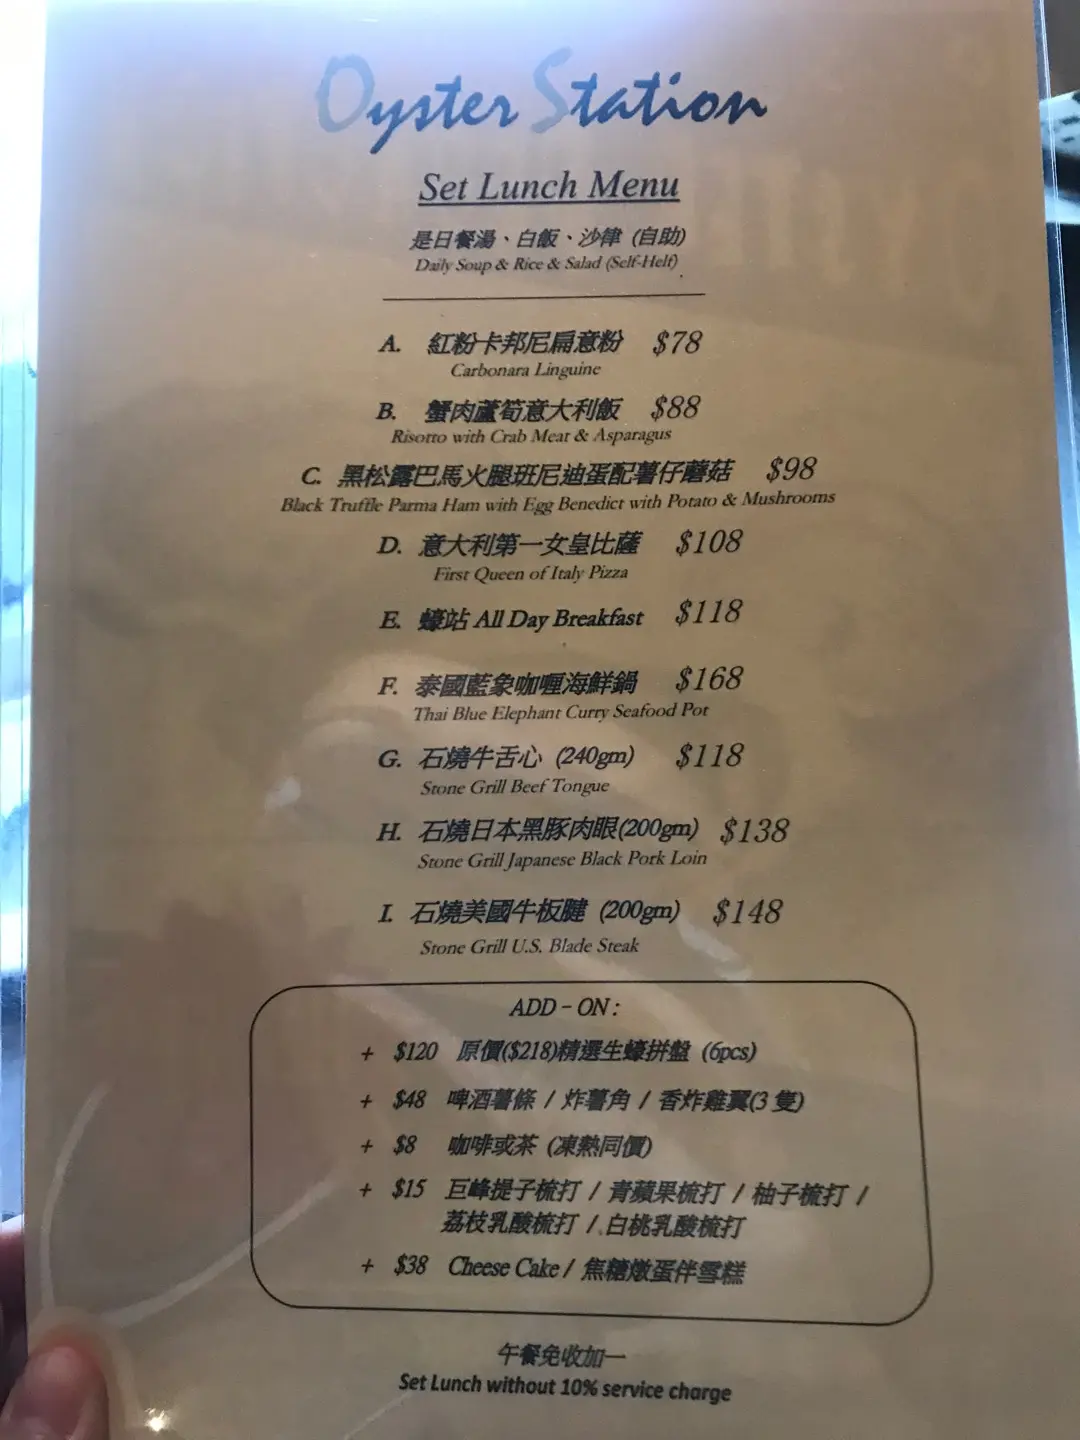 Oyster Station
Set Lunch Menu
是日餐湯、白飯、沙律 (自助)
Daily Soup & Rice & Salad (Self-Helf)
A. 紅粉卡邦尼扁意粉 $78
Carbonara Linguine
B. 蟹肉蘆筍意大利飯 $88
Risotto with Crab Meat & Asparagus
C. 黑松露巴馬火腿班尼迪蛋配薯仔蘑菇 $98
Black Truffle Parma Ham with Egg Benedict with Potato & Mushrooms
D. 意大利第一女皇比薩 $108
First Queen of Italy Pizza
E. 蠔站 All Day Breakfast $118
F. 泰國藍象咖喱海鮮鍋 $168
Thai Blue Elephant Curry Seafood Pot
G. 石燒牛舌心 (240gm) $118
Stone Grill Beef Tongue
H. 石燒日本黑豚肉眼(200gm) $138
Stone Grill Japanese Black Pork Loin
I. 石燒美國牛板腱 (200gm) $148
Stone Grill U.S. Blade Steak
ADD - ON :
+ $120 原價($218)精選生蠔拼盤 (6pcs)
+ $48 啤酒薯條 / 炸薯角 / 香炸雞翼(3 隻)
+ $8 咖啡或茶 (凍熱同價)
+ $15 巨峰提子梳打 / 青蘋果梳打 / 柚子梳打 /
荔枝乳酸梳打 / 白桃乳酸梳打
+ $38 Cheese Cake / 焦糖燉蛋伴雪糕
午餐免收加一
Set Lunch without 10% service charge